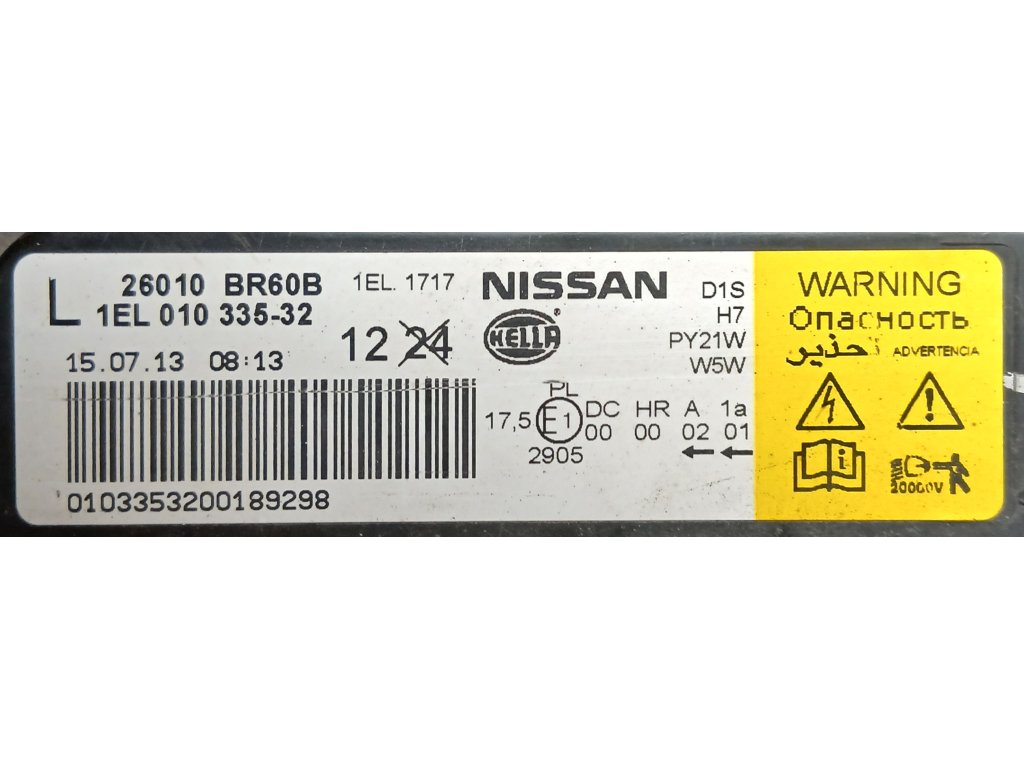 L
26010 BR60B
1EL 010 335-32
15.07.13 08:13
1EL. 1717
12 24
NISSAN
HELLA
D1S
H7
PY21W
W5W
PL
17,5 E1
2905
DC HR A 1a
00 00 02 01
0103353200189298
WARNING
Опасность
تحذير
ADVERTENCIA
i
20000V